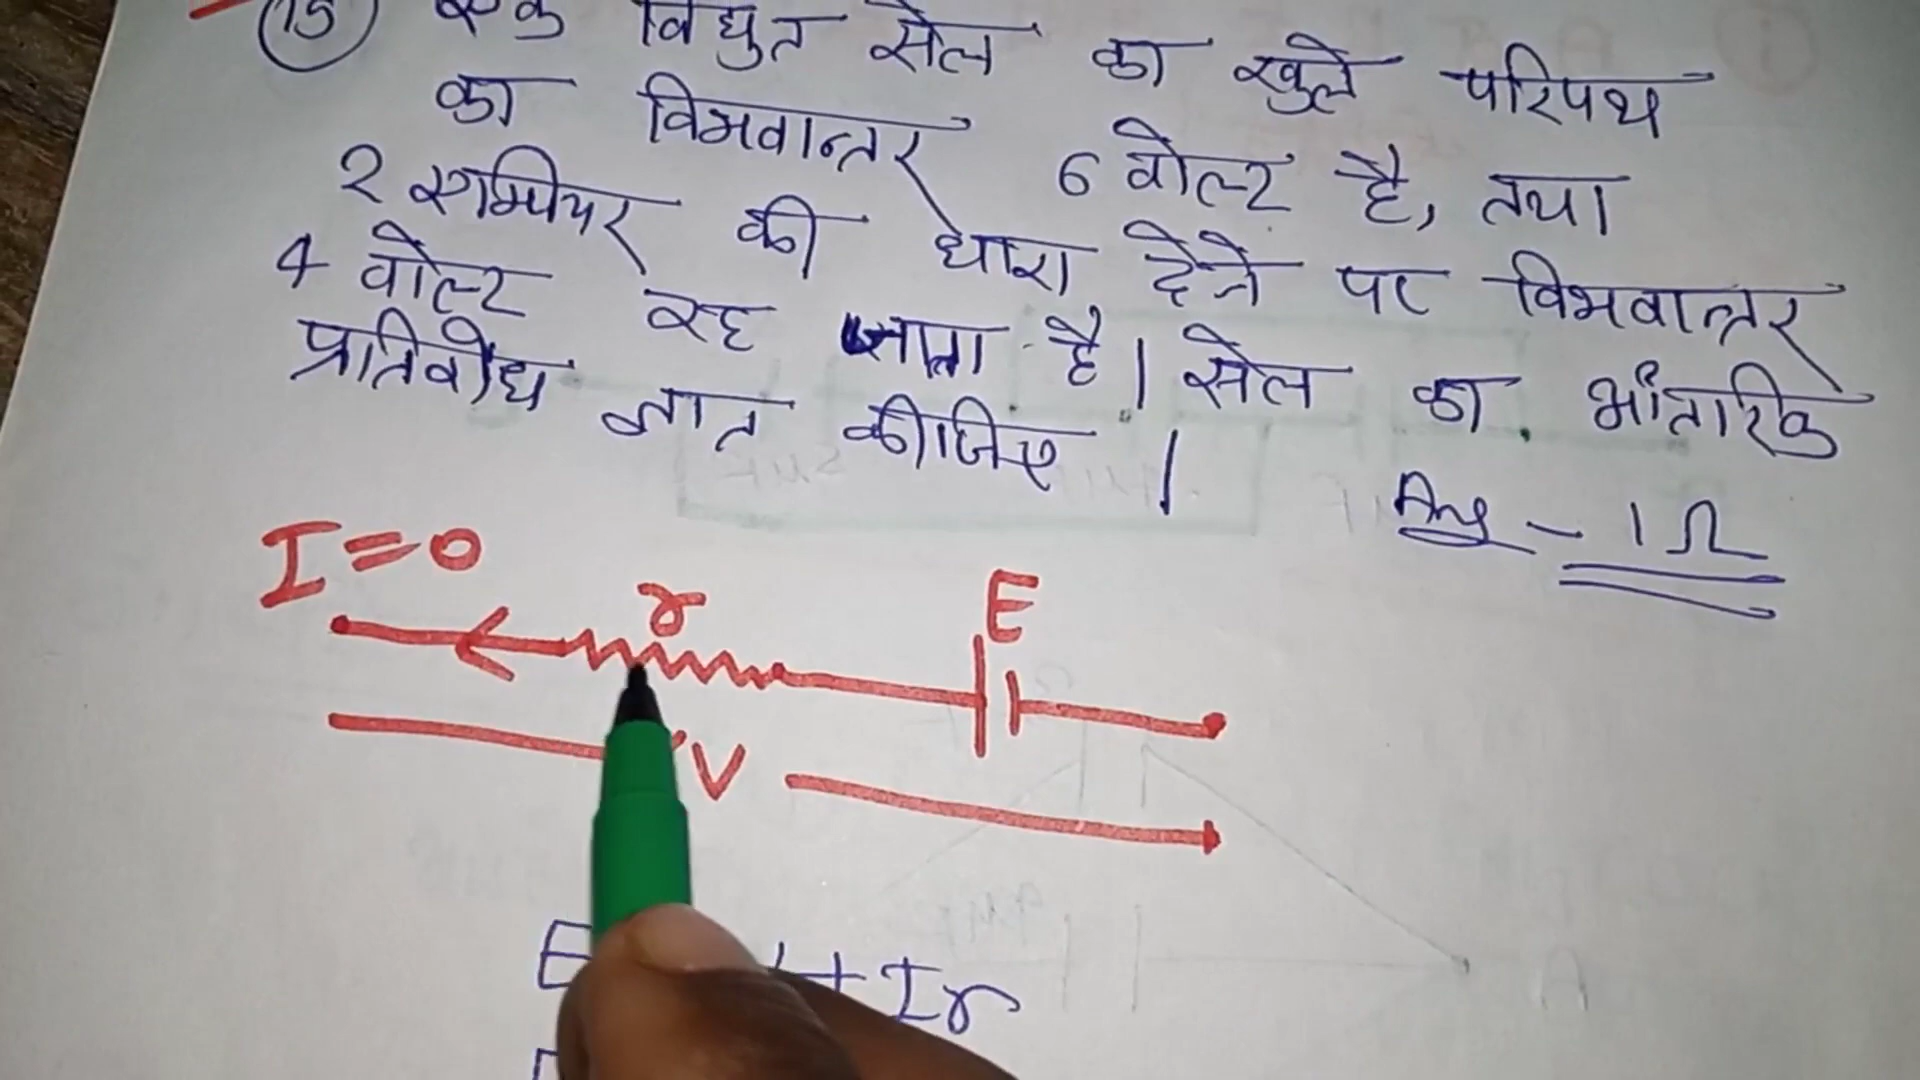 15 एक विद्युत सेल का खुले परिपथ
का विभवान्तर 6 वोल्ट है, तथा
2 एम्पियर की धारा देने पर विभवान्तर
4 वोल्ट रह जाता है। सेल का आंतरिक
प्रतिरोध ज्ञात कीजिए।
Ans - 1Ω
I=0
r
E
V
E
+ Ir